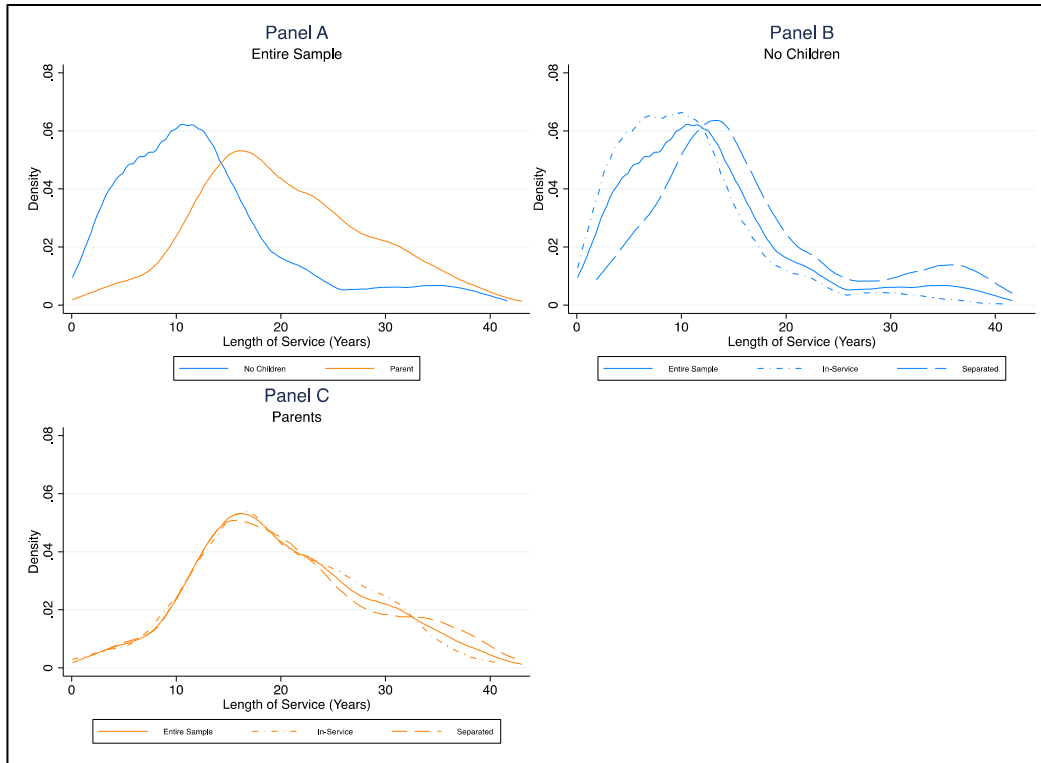 Panel A
Entire Sample
Density
0 .02 .04 .06 .08
0 10 20 30 40
Length of Service (Years)
No Children Parent
Panel B
No Children
Density
0 .02 .04 .06 .08
0 10 20 30 40
Length of Service (Years)
Entire Sample In-Service Separated
Panel C
Parents
Density
0 .02 .04 .06 .08
0 10 20 30 40
Length of Service (Years)
Entire Sample In-Service Separated